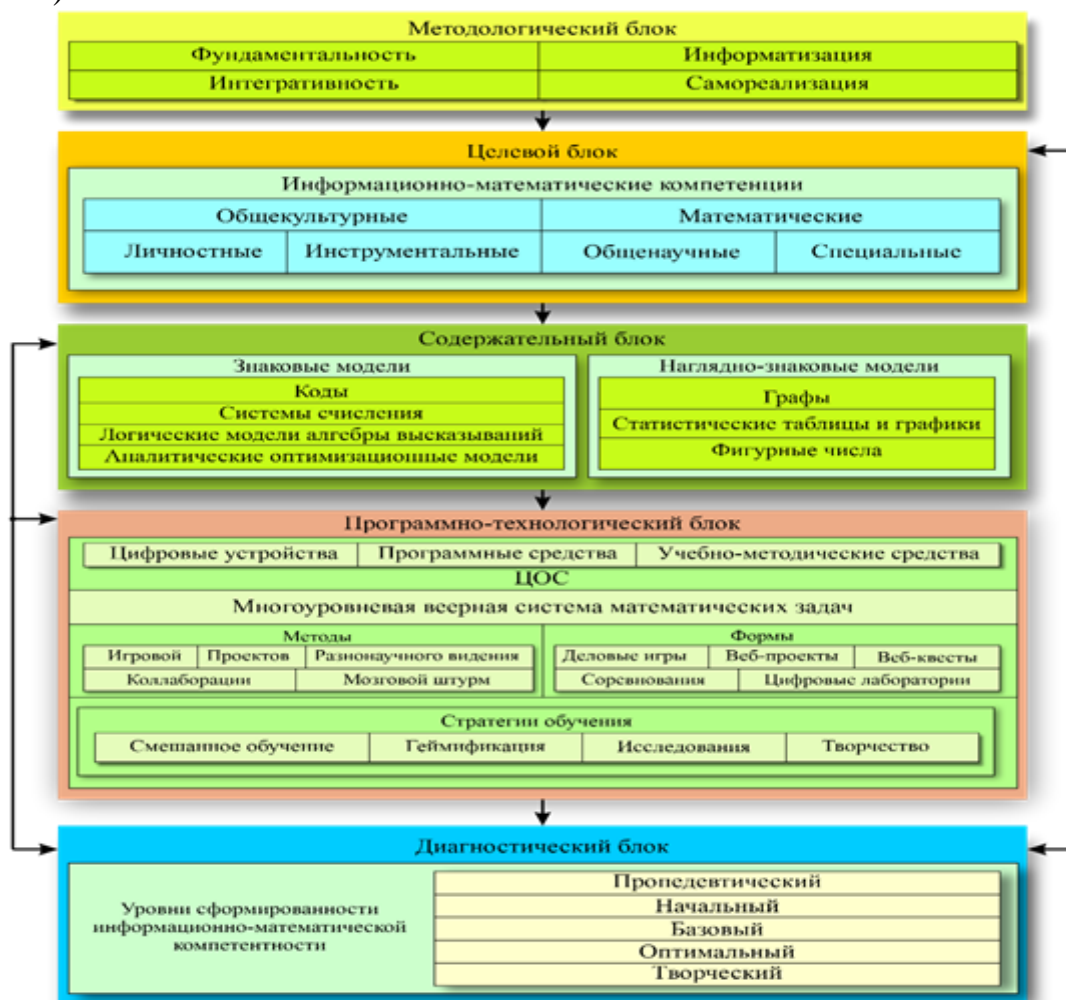 )
Методологический блок
Фундаментальность Информатизация
Интегративность Самореализация
Целевой блок
Информационно-математические компетенции
Общекультурные Математические
Личностные Инструментальные Общенаучные Специальные
Содержательный блок
Знаковые модели
Коды
Системы счисления
Логические модели алгебры высказываний
Аналитические оптимизационные модели
Наглядно-знаковые модели
Графы
Статистические таблицы и графики
Фигурные числа
Программно-технологический блок
Цифровые устройства Программные средства Учебно-методические средства
ЦОС
Многоуровневая веерная система математических задач
Методы
Игровой Проектов Разнонаучного видения
Коллаборации Мозговой штурм
Формы
Деловые игры Веб-проекты Веб-квесты
Соревнования Цифровые лаборатории
Стратегии обучения
Смешанное обучение Геймификация Исследования Творчество
Диагностический блок
Уровни сформированности
информационно-математической
компетентности
Пропедевтический
Начальный
Базовый
Оптимальный
Творческий